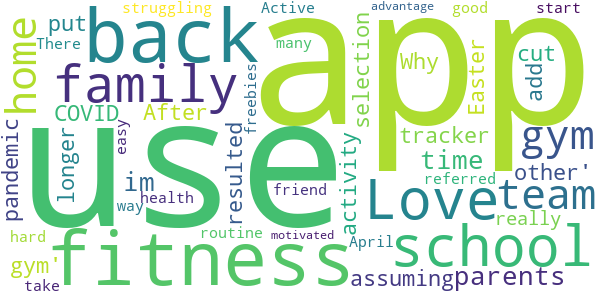 struggling Active advantage good start
There put back many app Why selection Easter add cut
home family freebies
COVID After
pandemic longer use tracker gym
easy im resulted activity time other'
way health friend Love referred team
hard fitness routine motivated April really school
gym' take assuming parents